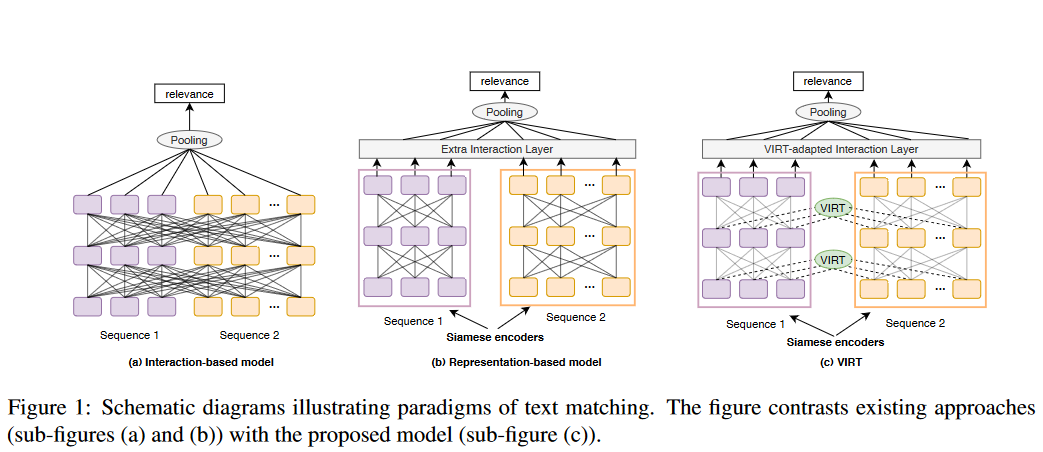 relevance
Pooling
...
...
...
Sequence 1
Sequence 2
(a) Interaction-based model
relevance
Pooling
Extra Interaction Layer
...
...
...
Sequence 1
Sequence 2
Siamese encoders
(b) Representation-based model
relevance
Pooling
VIRT-adapted Interaction Layer
...
VIRT
...
VIRT
...
Sequence 1
Sequence 2
Siamese encoders
(c) VIRT
Figure 1: Schematic diagrams illustrating paradigms of text matching. The figure contrasts existing approaches
(sub-figures (a) and (b)) with the proposed model (sub-figure (c)).